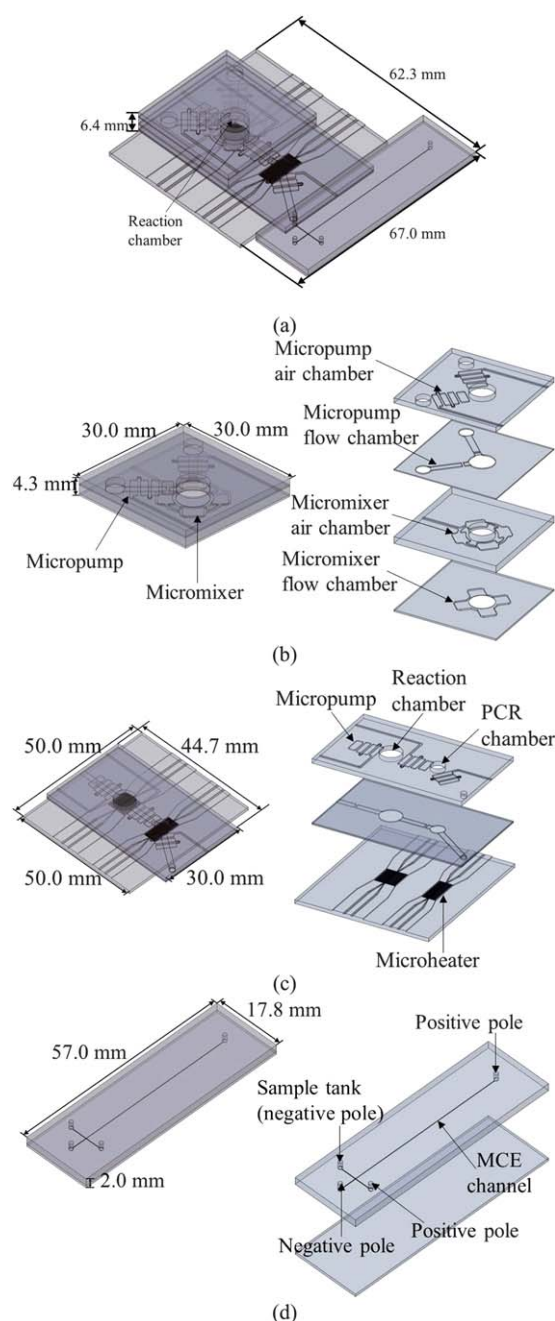 62.3 mm
6.4 mm
Reaction
chamber
67.0 mm
(a)
Micropump
air chamber
Micropump
flow chamber
30.0 mm
30.0 mm
4.3 mm
Micromixer
air chamber
Micropump
Micromixer
Micromixer
flow chamber
(b)
Micropump
Reaction
chamber
PCR
chamber
50.0 mm
44.7 mm
50.0 mm
30.0 mm
Microheater
(c)
57.0 mm
17.8 mm
2.0 mm
Positive pole
Sample tank
(negative pole)
MCE
channel
Negative pole
Positive pole
(d)